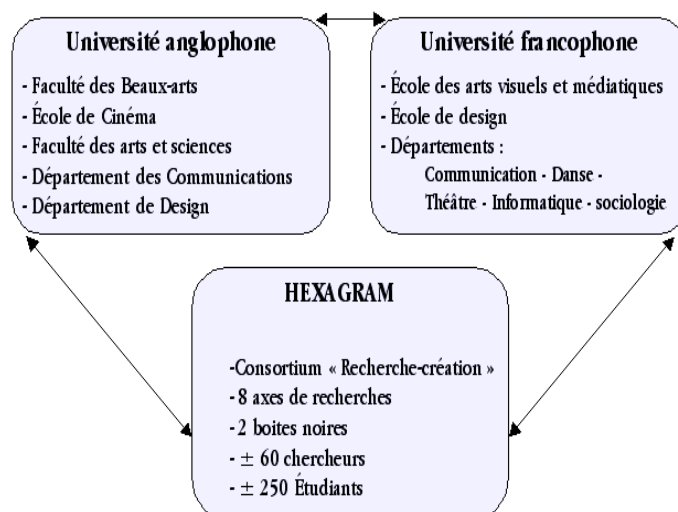 Université anglophone
- Faculté des Beaux-arts
- École de Cinéma
- Faculté des arts et sciences
- Département des Communications
- Département de Design
Université francophone
- École des arts visuels et médiatiques
- École de design
- Départements :
Communication - Danse -
Théâtre - Informatique - sociologie
HEXAGRAM
-Consortium « Recherche-création »
-8 axes de recherches
-2 boites noires
- ± 60 chercheurs
- ± 250 Étudiants